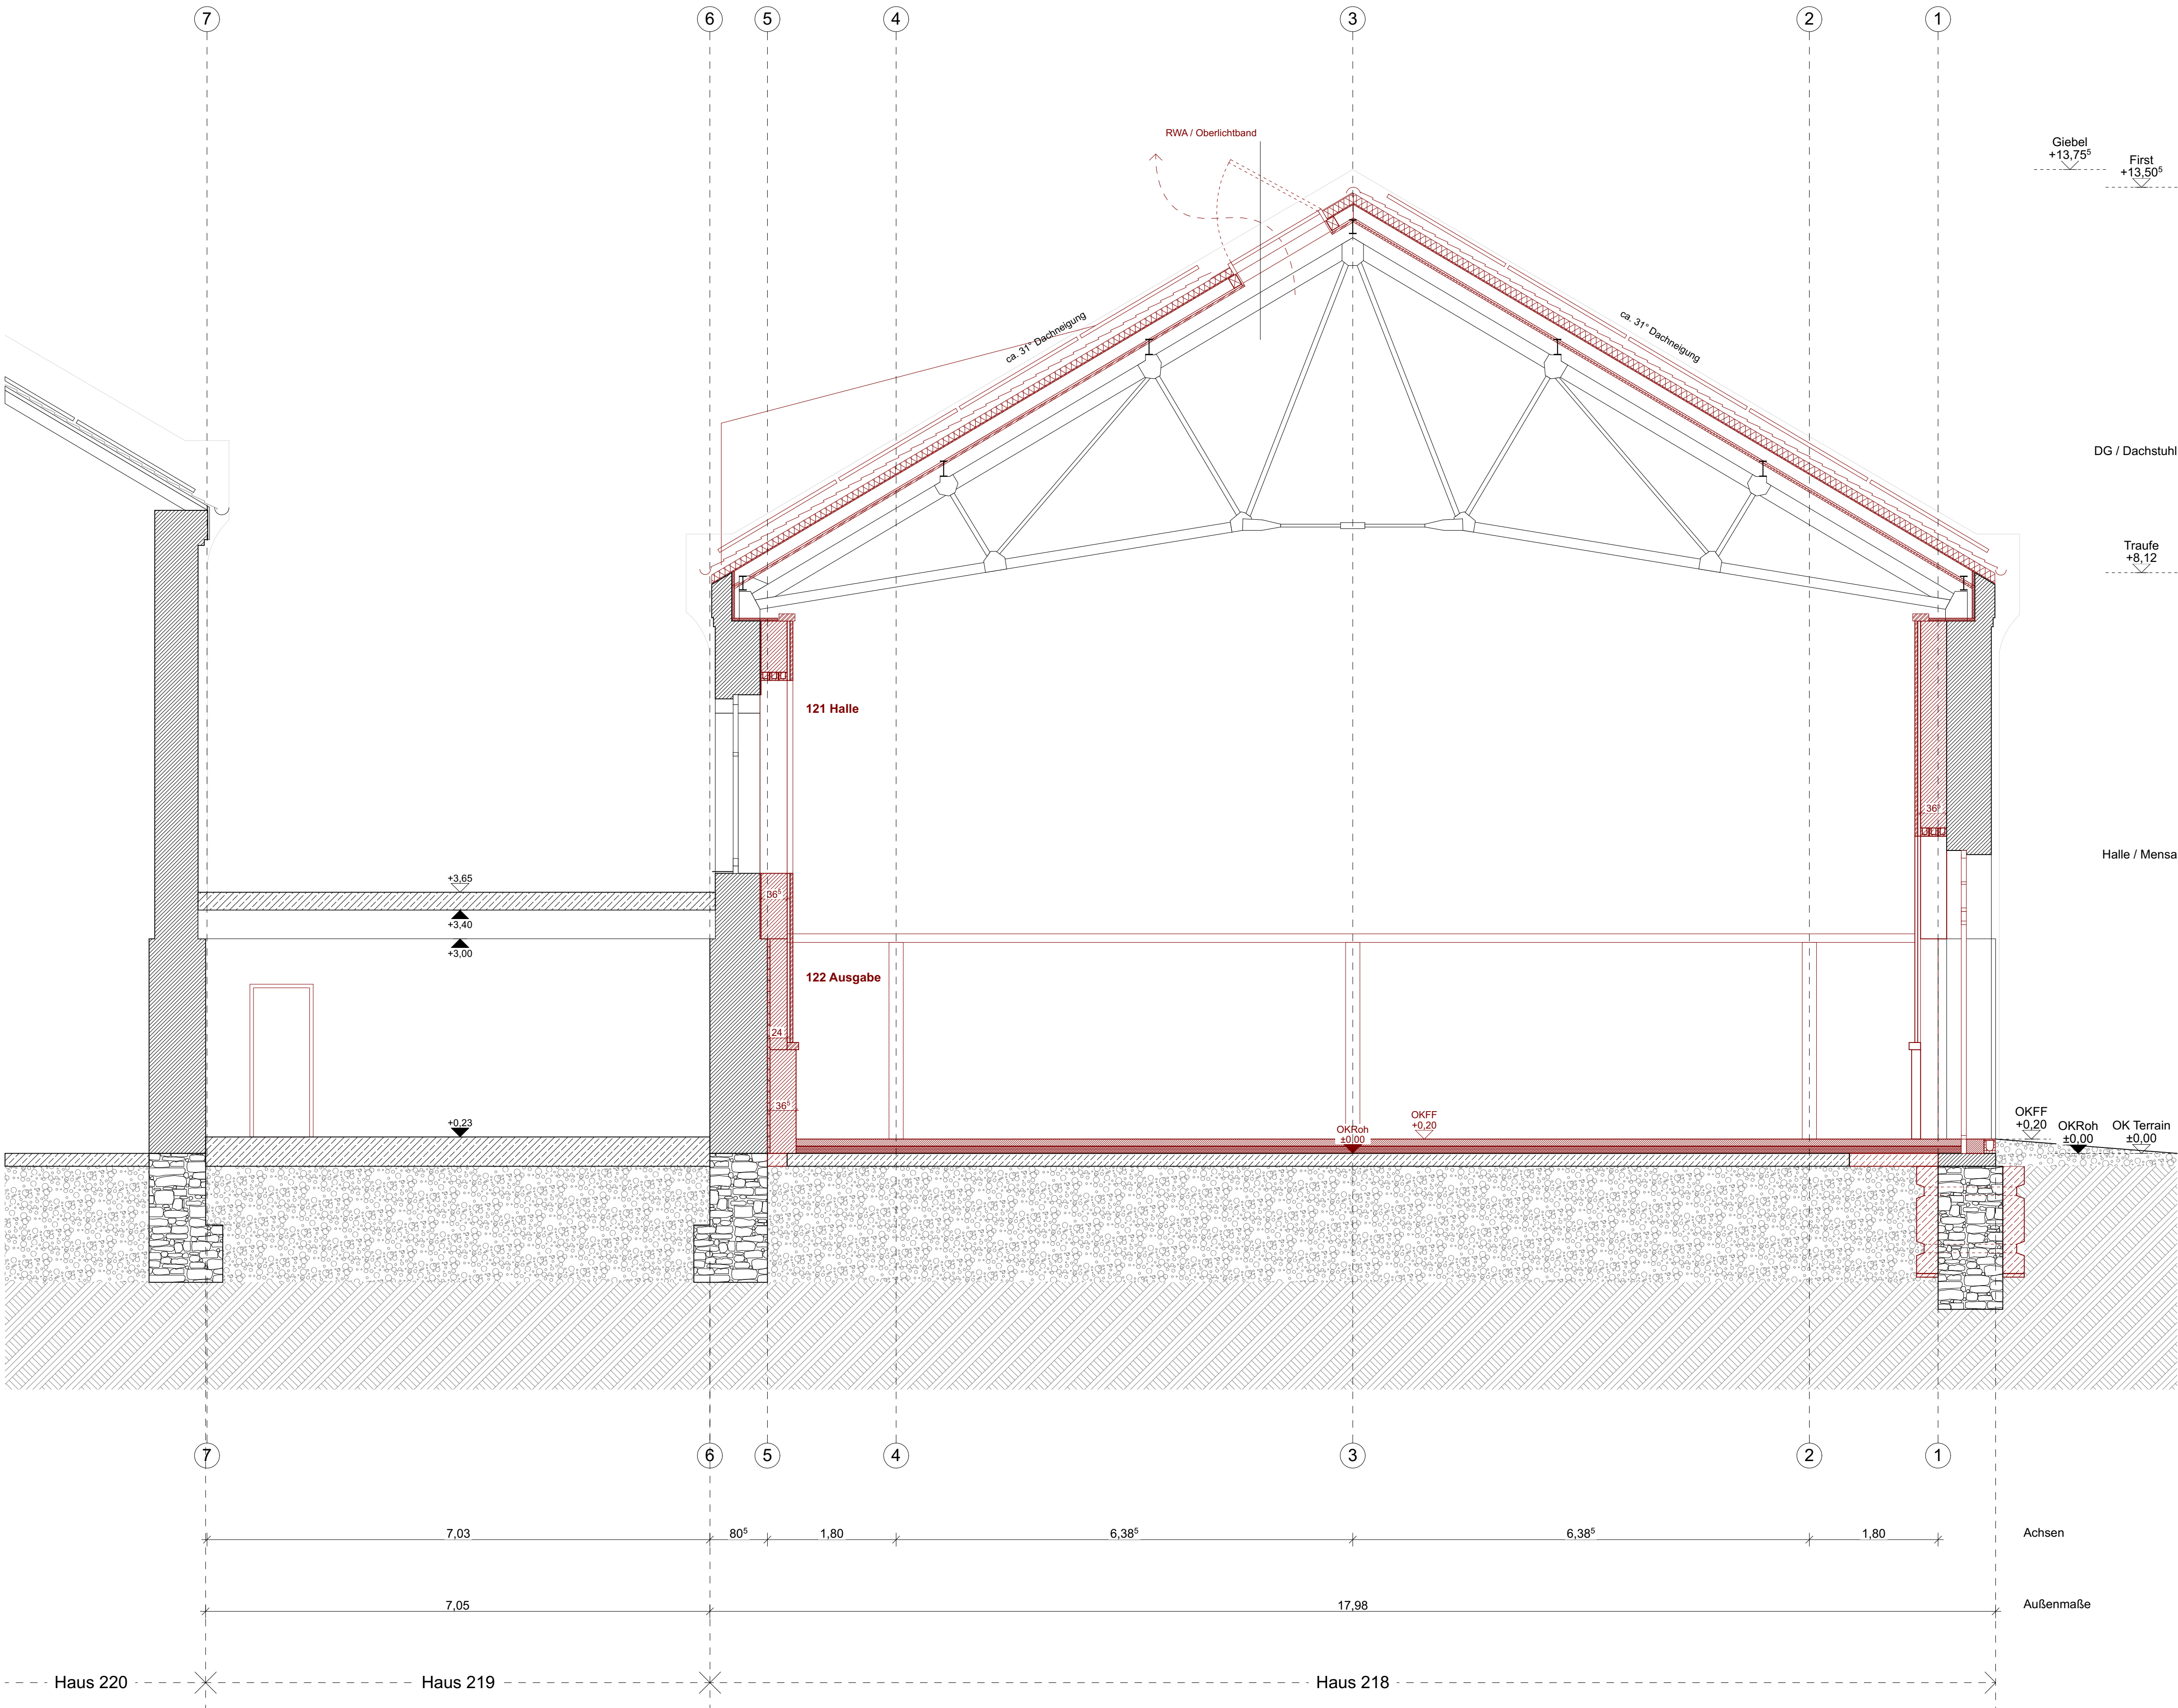 7 6 5 4 3 2 1
RWA / Oberlichtband
Giebel
+13,75⁵
First
+13,50⁵
ca. 31° Dachneigung
ca. 31° Dachneigung
DG / Dachstuhl
Traufe
+8,12
121 Halle
36⁵
Halle / Mensa
+3,65
36⁵
+3,40
+3,00
122 Ausgabe
24
36⁵
+0,23
OKFF
+0,20
OKRoh
±0,00
OKFF
+0,20
OKRoh
±0,00
OK Terrain
±0,00
7 6 5 4 3 2 1
7,03 80⁵ 1,80 6,38⁵ 6,38⁵ 1,80 Achsen
7,05 17,98 Außenmaße
Haus 220 Haus 219 Haus 218